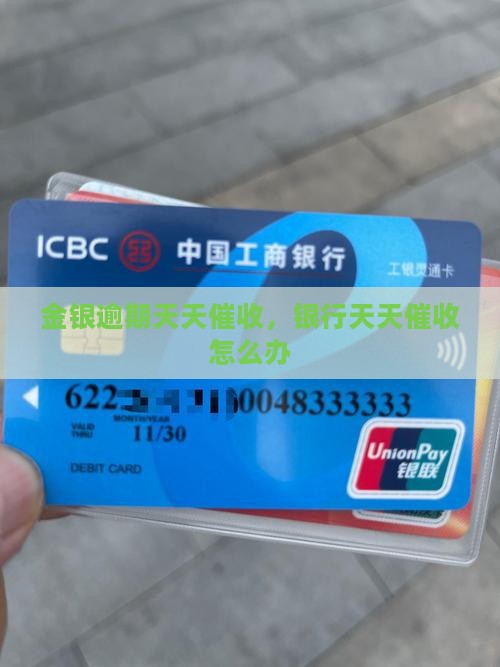 ICBC 中国工商银行
工银灵通卡
金银逾期天天催收，银行天天催收
怎么办
622
0048333333
MONTH/YEAR
VALID
THRU
11/30
DEBIT CARD
UnionPay
银联